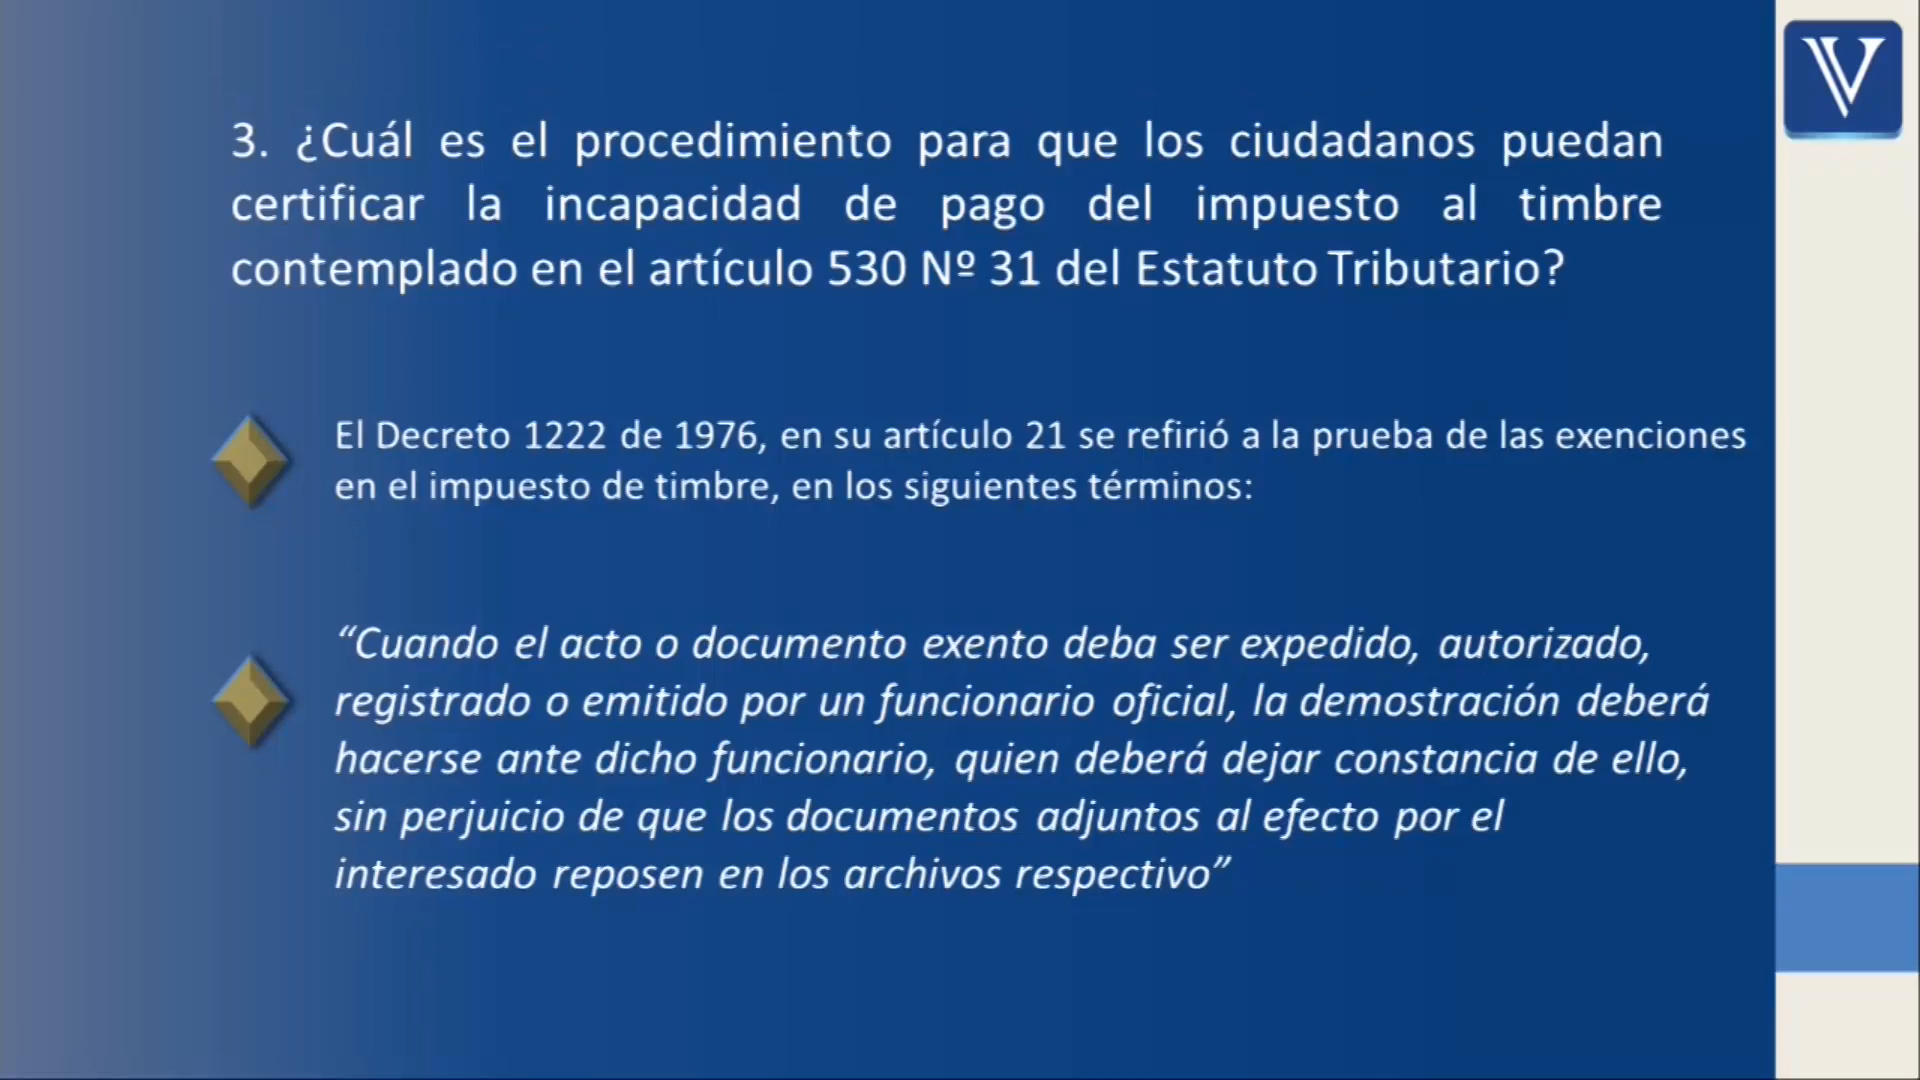 3. ¿Cuál es el procedimiento para que los ciudadanos puedan
certificar la incapacidad de pago del impuesto al timbre
contemplado en el artículo 530 Nº 31 del Estatuto Tributario?
El Decreto 1222 de 1976, en su artículo 21 se refirió a la prueba de las exenciones
en el impuesto de timbre, en los siguientes términos:
“Cuando el acto o documento exento deba ser expedido, autorizado,
registrado o emitido por un funcionario oficial, la demostración deberá
hacerse ante dicho funcionario, quien deberá dejar constancia de ello,
sin perjuicio de que los documentos adjuntos al efecto por el
interesado reposen en los archivos respectivo”
V